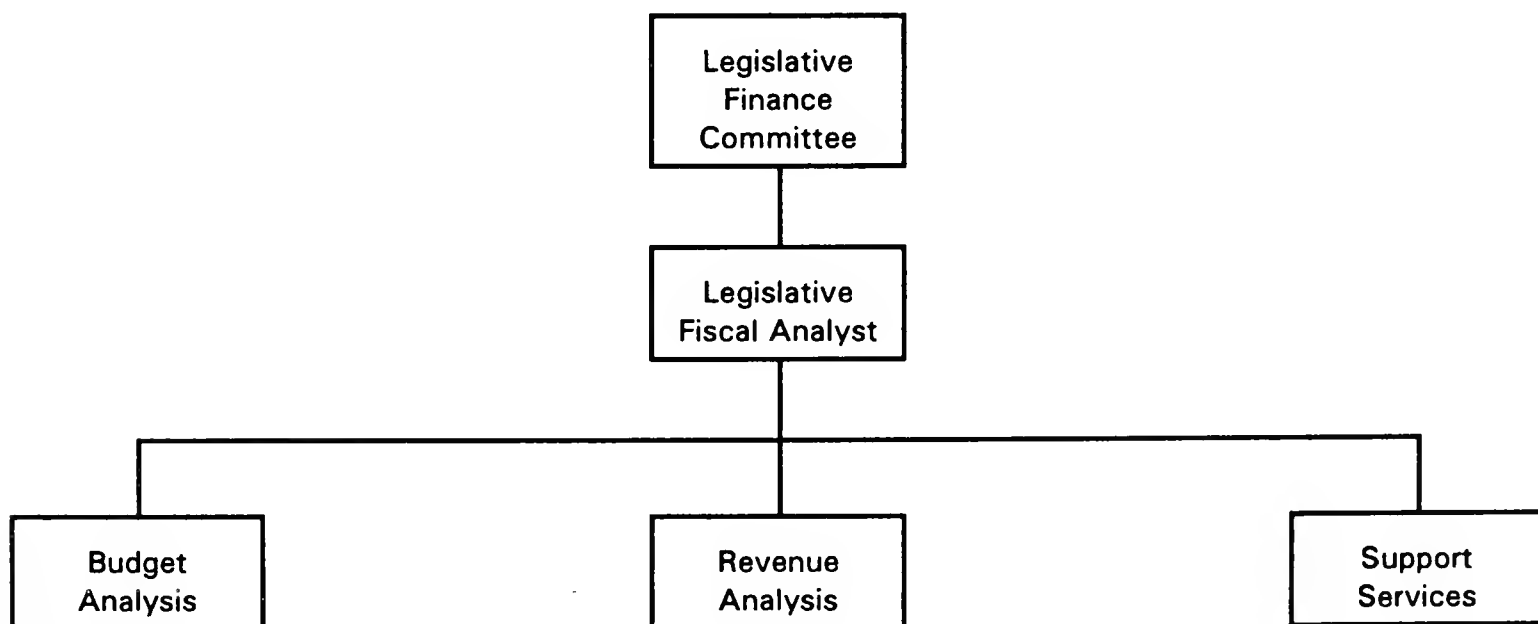 Legislative
Finance
Committee
Legislative
Fiscal Analyst
Budget
Analysis
Revenue
Analysis
Support
Services